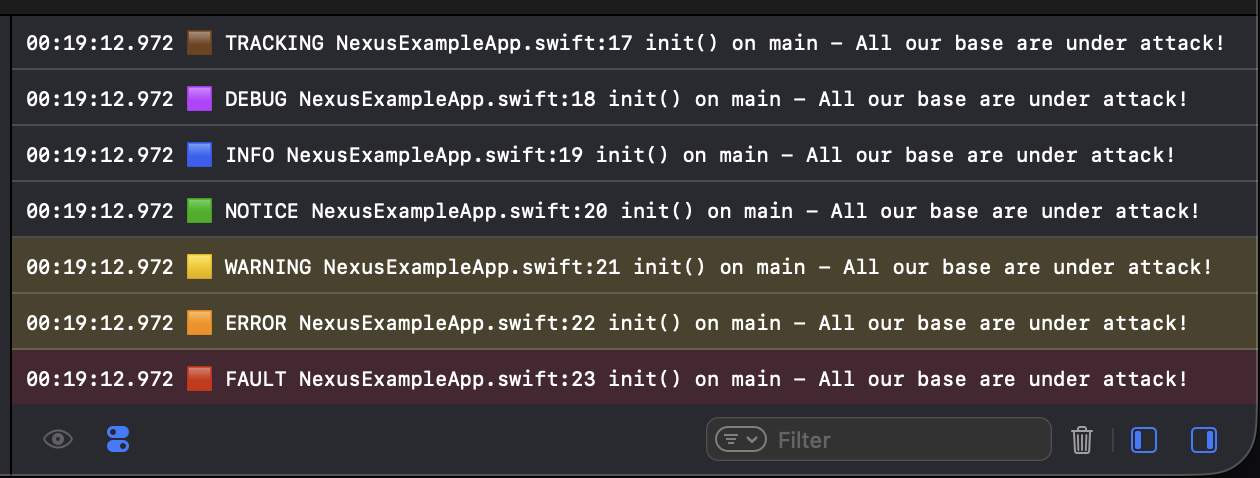 00:19:12.972 🟫 TRACKING NexusExampleApp.swift:17 init() on main – All our base are under attack!
00:19:12.972 🟪 DEBUG NexusExampleApp.swift:18 init() on main – All our base are under attack!
00:19:12.972 🟦 INFO NexusExampleApp.swift:19 init() on main – All our base are under attack!
00:19:12.972 🟩 NOTICE NexusExampleApp.swift:20 init() on main – All our base are under attack!
00:19:12.972 🟨 WARNING NexusExampleApp.swift:21 init() on main – All our base are under attack!
00:19:12.972 🟧 ERROR NexusExampleApp.swift:22 init() on main – All our base are under attack!
00:19:12.972 🟥 FAULT NexusExampleApp.swift:23 init() on main – All our base are under attack!
Filter